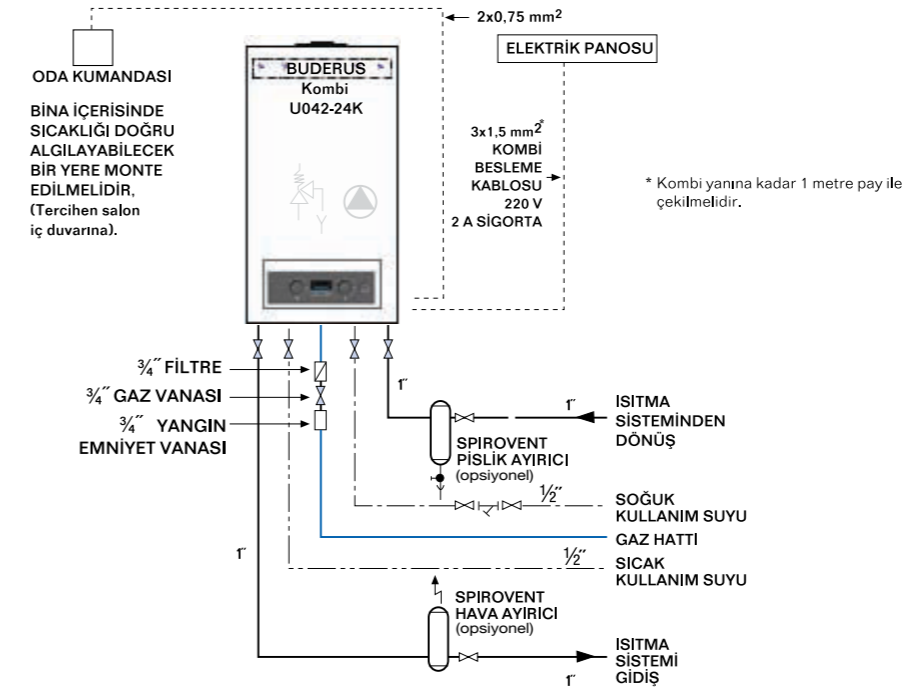 2x0,75 mm2
ELEKTRİK PANOSU
ODA KUMANDASI
BİNA İÇERİSİNDE
SICAKLIĞI DOĞRU
ALGILAYABİLECEK
BİR YERE MONTE
EDİLMELİDİR,
(Tercihen salon
iç duvarına).
BUDERUS
Kombi
U042-24K
3x1,5 mm2*
KOMBİ
BESLEME
KABLOSU
220 V
2 A SİGORTA
* Kombi yanına kadar 1 metre pay ile
çekilmelidir.
3/4˝ FİLTRE
3/4˝ GAZ VANASI
3/4˝ YANGIN
EMNİYET VANASI
1˝
1˝
ISITMA
SİSTEMİNDEN
DÖNÜŞ
SPIROVENT
PİSLİK AYIRICI
(opsiyonel)
1/2˝
SOĞUK
KULLANIM SUYU
GAZ HATTI
1˝
1/2˝
SICAK
KULLANIM SUYU
SPIROVENT
HAVA AYIRICI
(opsiyonel)
ISITMA
SİSTEMİ
GİDİŞ
1˝